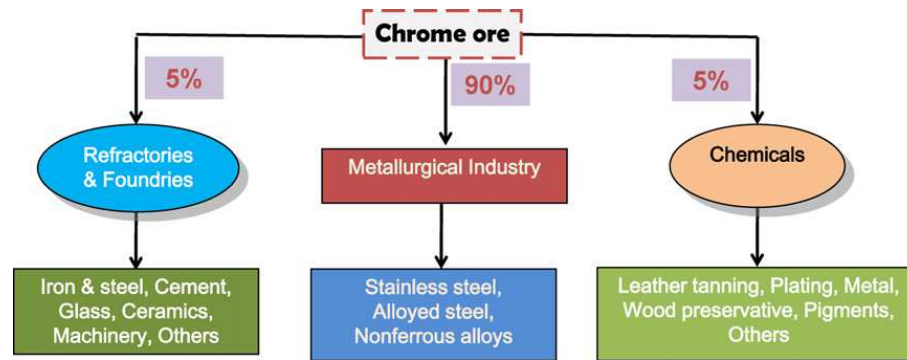 Chrome ore
5%
90%
5%
Refractories
& Foundries
Metallurgical Industry
Chemicals
Iron & steel, Cement,
Glass, Ceramics,
Machinery, Others
Stainless steel,
Alloyed steel,
Nonferrous alloys
Leather tanning, Plating, Metal,
Wood preservative, Pigments,
Others